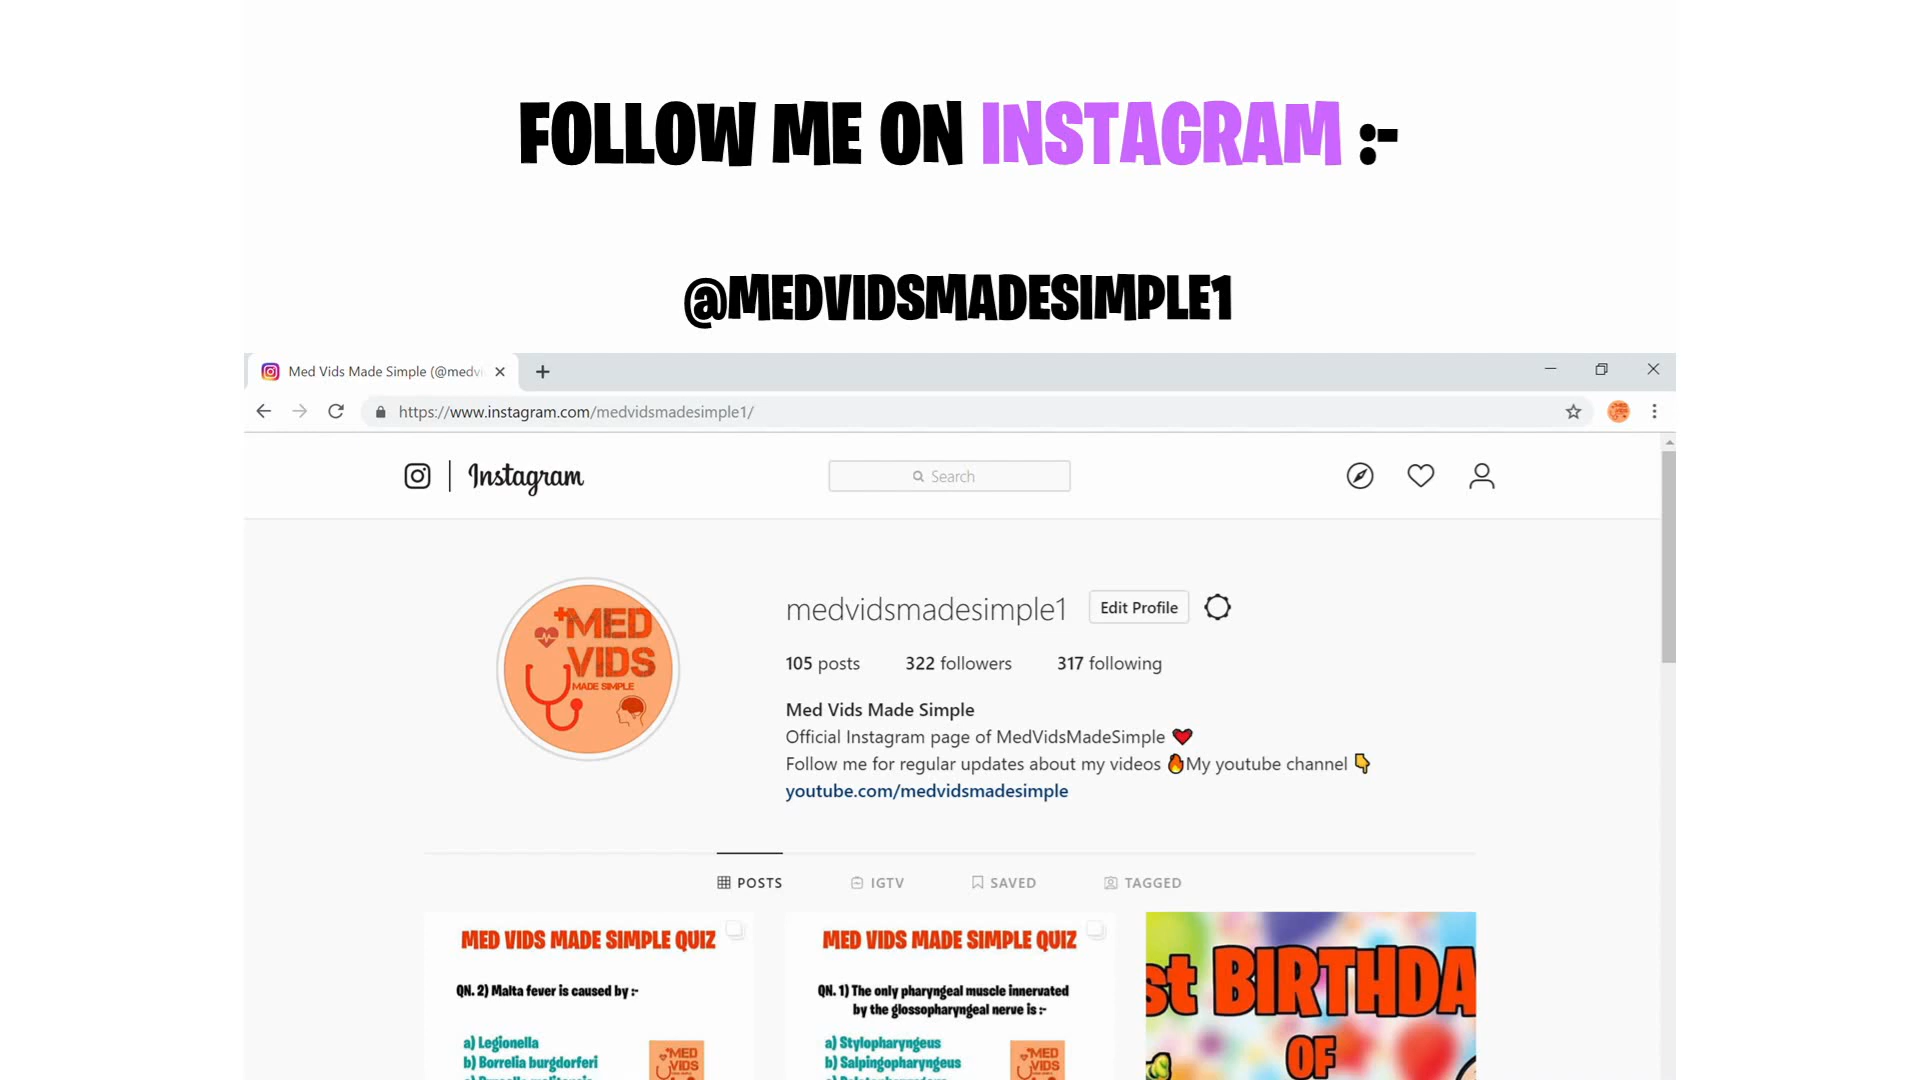 FOLLOW ME ON INSTAGRAM :-
@MEDVIDSMADESIMPLE1
Med Vids Made Simple (@medvi
https://www.instagram.com/medvidsmadesimple1/
Instagram
Search
+MED
VIDS
MADE SIMPLE
medvidsmadesimple1 Edit Profile
105 posts 322 followers 317 following
Med Vids Made Simple
Official Instagram page of MedVidsMadeSimple ❤
Follow me for regular updates about my videos 🔥My youtube channel 👇
youtube.com/medvidsmadesimple
POSTS IGTV SAVED TAGGED
MED VIDS MADE SIMPLE QUIZ
QN. 2) Malta fever is caused by :-
a) Legionella
b) Borrelia burgdorferi
MED
VIDS
MED VIDS MADE SIMPLE QUIZ
QN. 1) The only pharyngeal muscle innervated
by the glossopharyngeal nerve is :-
a) Stylopharyngeus
b) Salpingopharyngeus
MED
VIDS
st BIRTHDA
OF